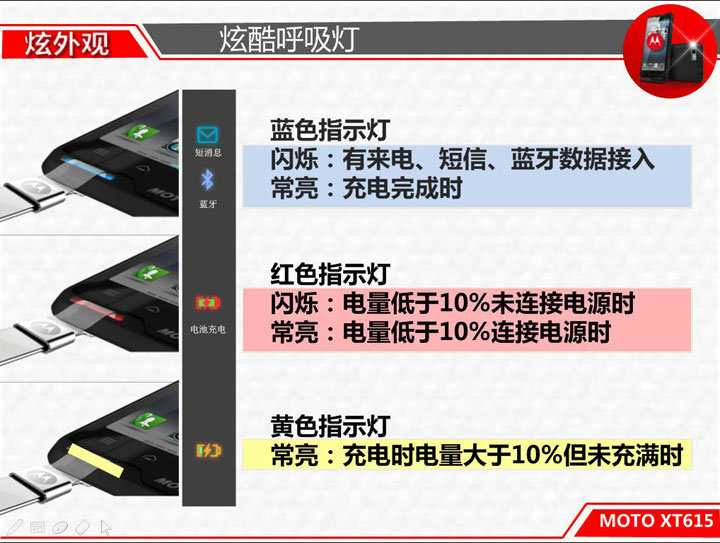 炫外观
炫酷呼吸灯
短消息
蓝牙
蓝色指示灯
闪烁：有来电、短信、蓝牙数据接入
常亮：充电完成时
电池充电
红色指示灯
闪烁：电量低于10%未连接电源时
常亮：电量低于10%连接电源时
黄色指示灯
常亮：充电时电量大于10%但未充满时
MOTO XT615